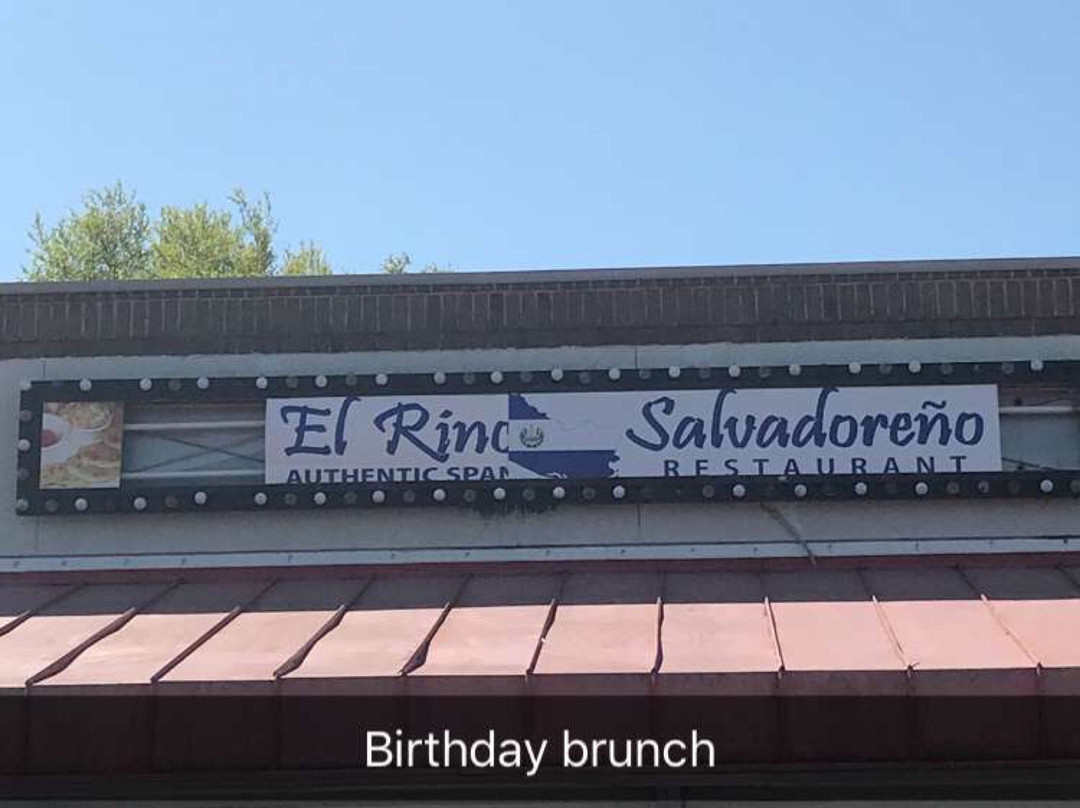 El Rinc
Salvadoreño
AUTHENTIC SPAN
RESTAURANT
Birthday brunch